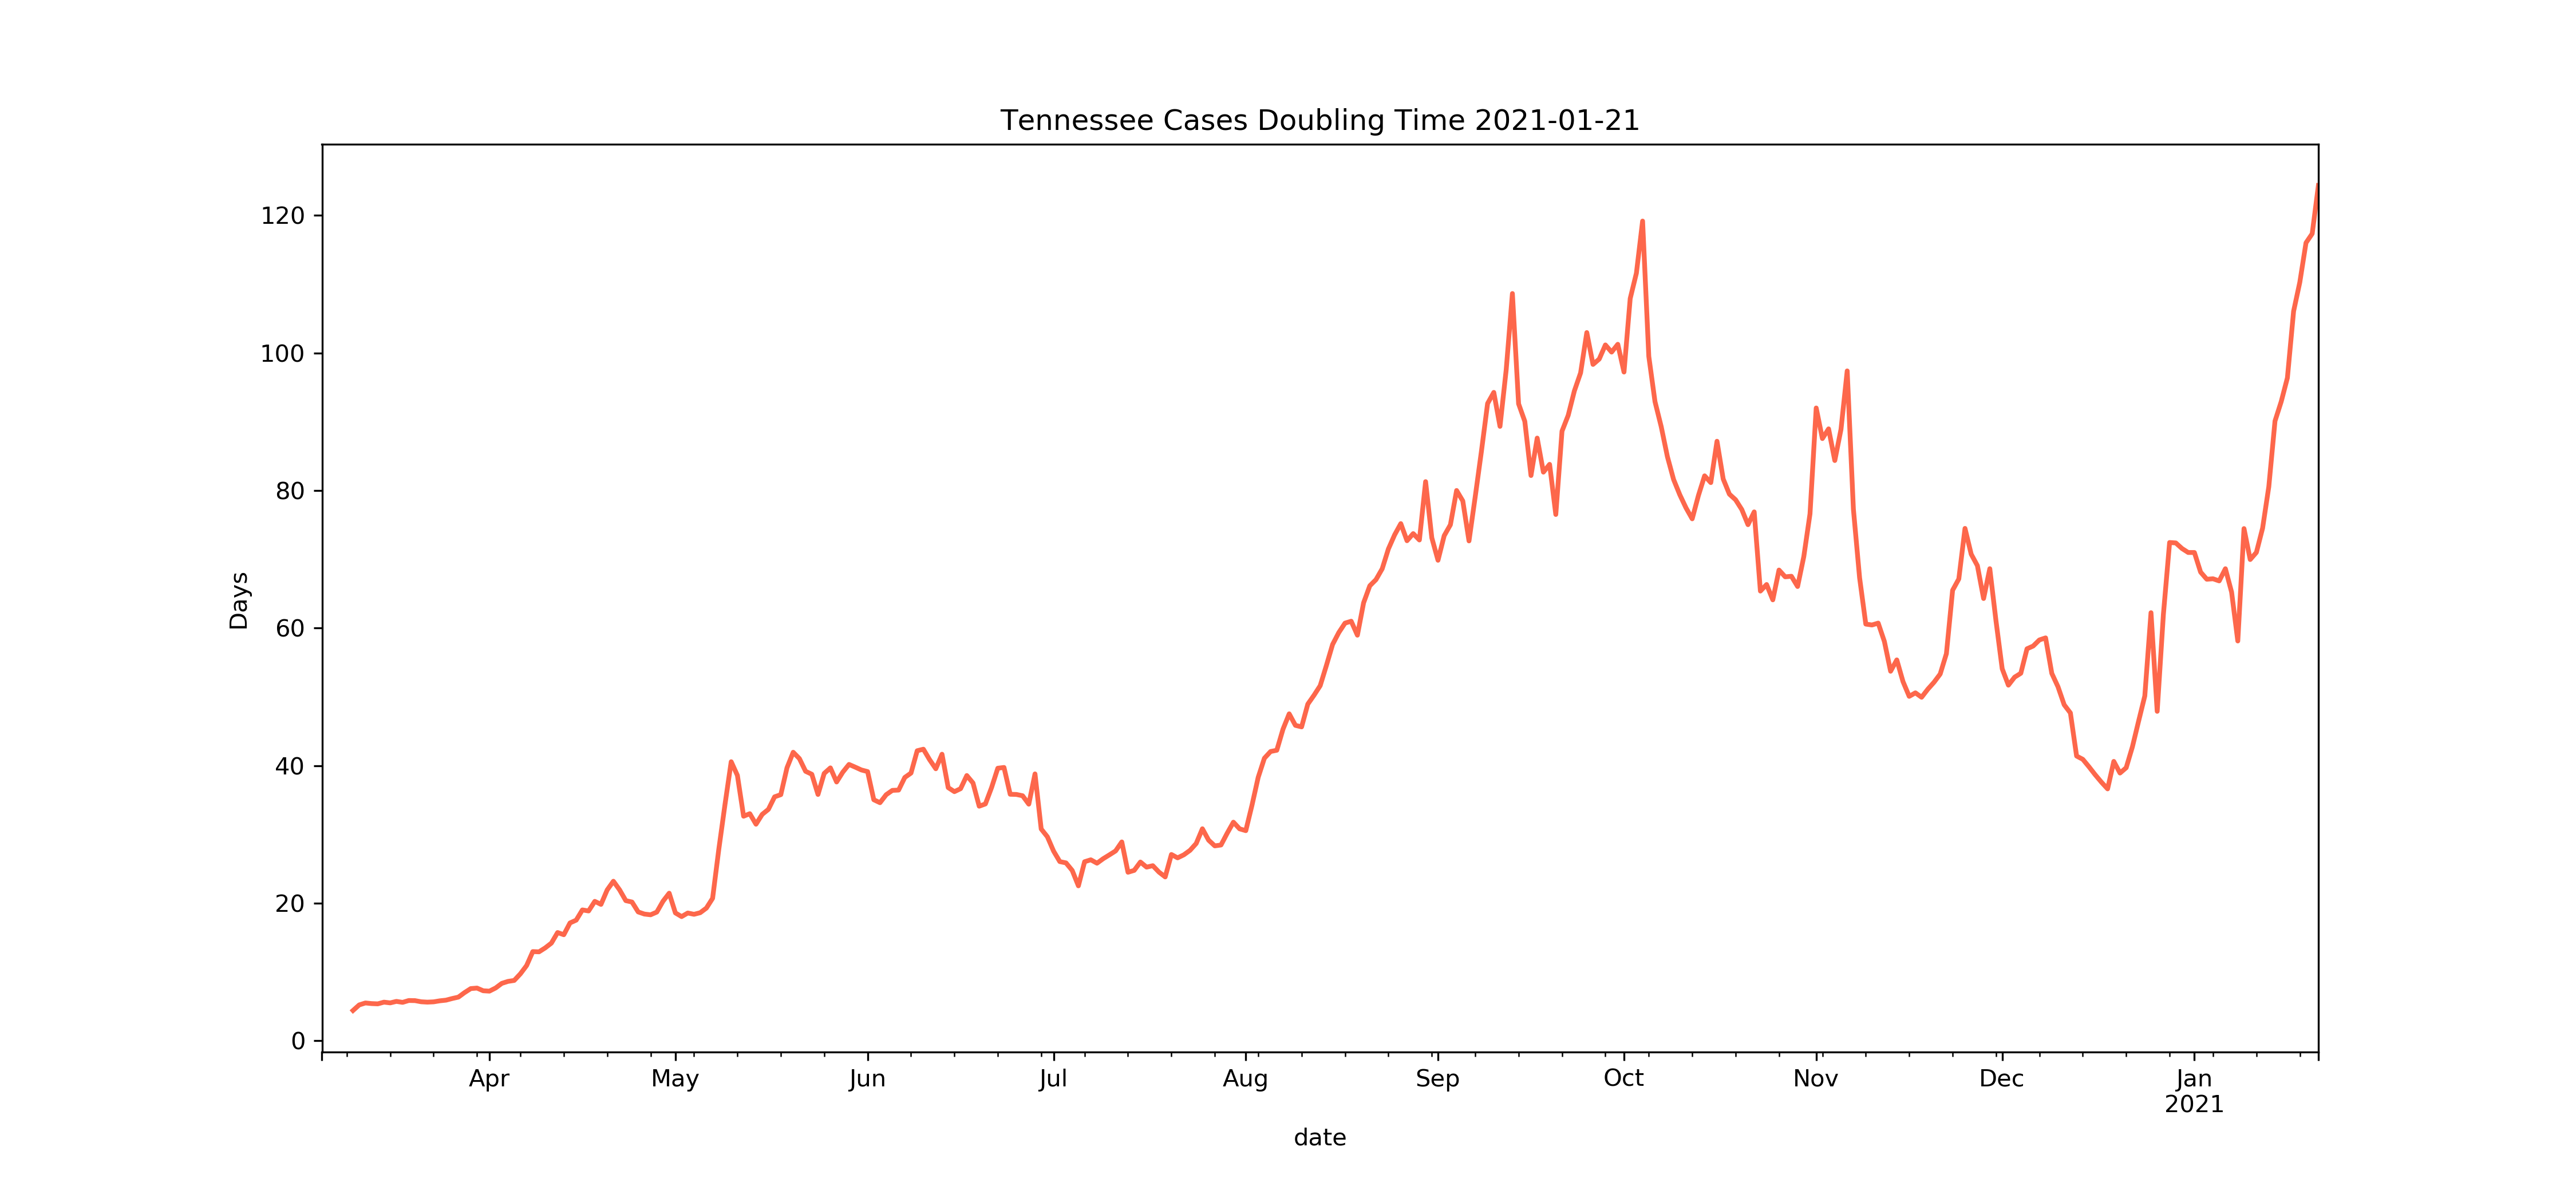 Tennessee Cases Doubling Time 2021-01-21
120
100
80
60
40
20
0
Days
Apr May Jun Jul Aug Sep Oct Nov Dec Jan
2021
date